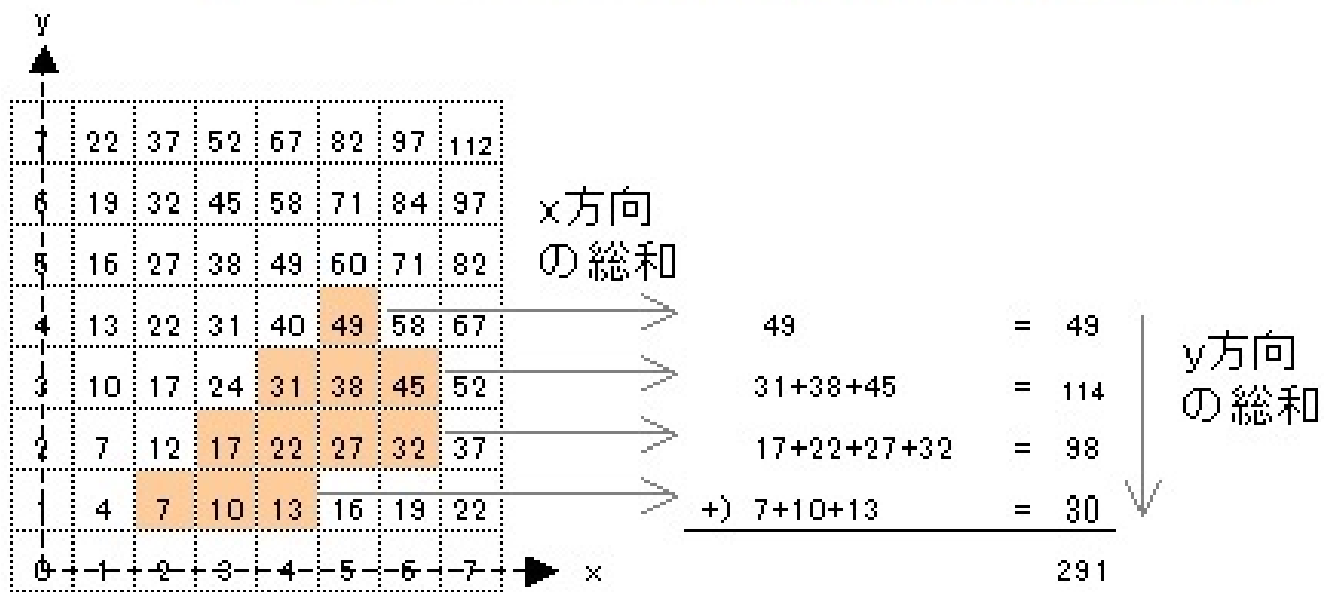 y
7 22 37 52 67 82 97 112
6 19 32 45 58 71 84 97
5 16 27 38 49 60 71 82
4 13 22 31 40 49 58 67
3 10 17 24 31 38 45 52
2 7 12 17 22 27 32 37
1 4 7 10 13 16 19 22
0 1 2 3 4 5 6 7 x
x方向
の総和
49 = 49
31+38+45 = 114
17+22+27+32 = 98
+) 7+10+13 = 30
291
y方向
の総和